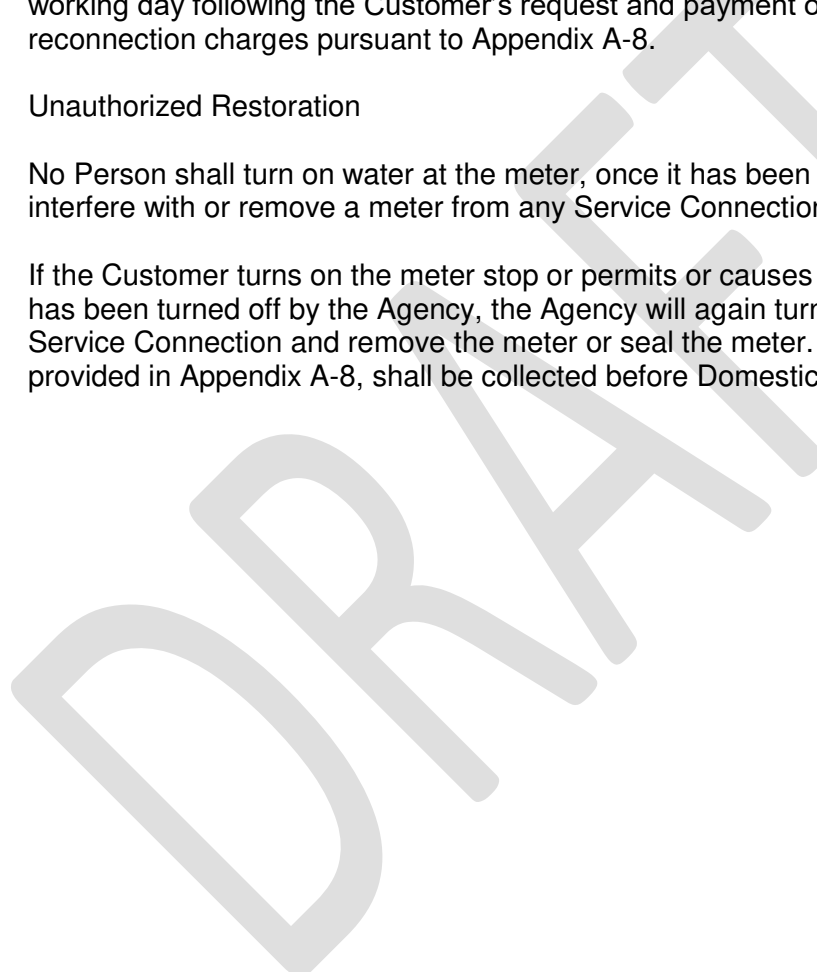 working day following the Customer's request and payment
reconnection charges pursuant to Appendix A-8.
Unauthorized Restoration
No Person shall turn on water at the meter, once it has been
interfere with or remove a meter from any Service Connection
If the Customer turns on the meter stop or permits or causes
has been turned off by the Agency, the Agency will again turn
Service Connection and remove the meter or seal the meter.
provided in Appendix A-8, shall be collected before Domestic
DRAFT